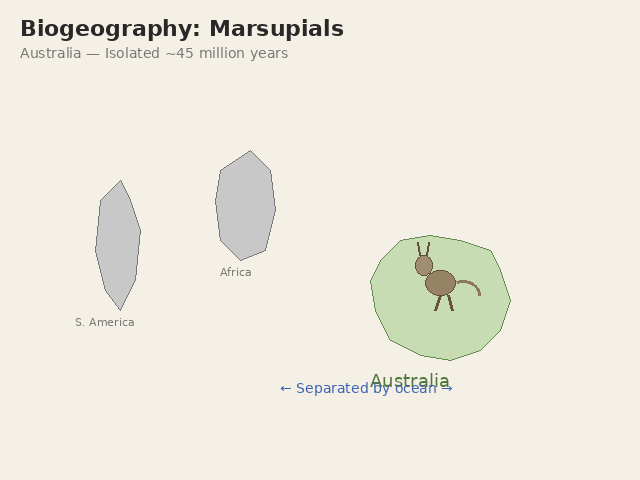 Biogeography: Marsupials
Australia — Isolated ~45 million years
Africa
S. America
Australia
← Separated by ocean →